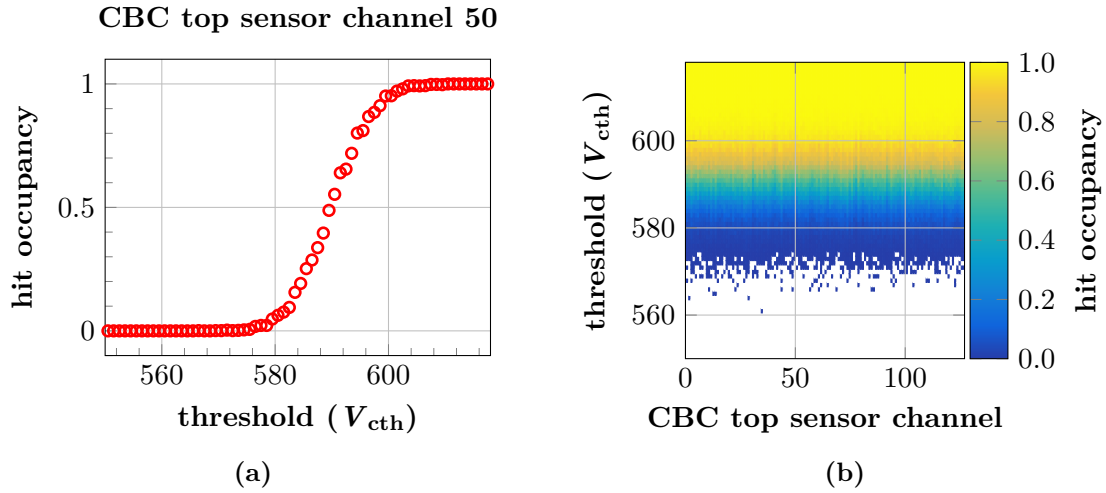 CBC top sensor channel 50
1
0.5
0
hit occupancy
560 580 600
threshold (V_cth)
(a)
600
580
560
threshold (V_cth)
0 50 100
CBC top sensor channel
1.0
0.8
0.6
0.4
0.2
0.0
hit occupancy
(b)